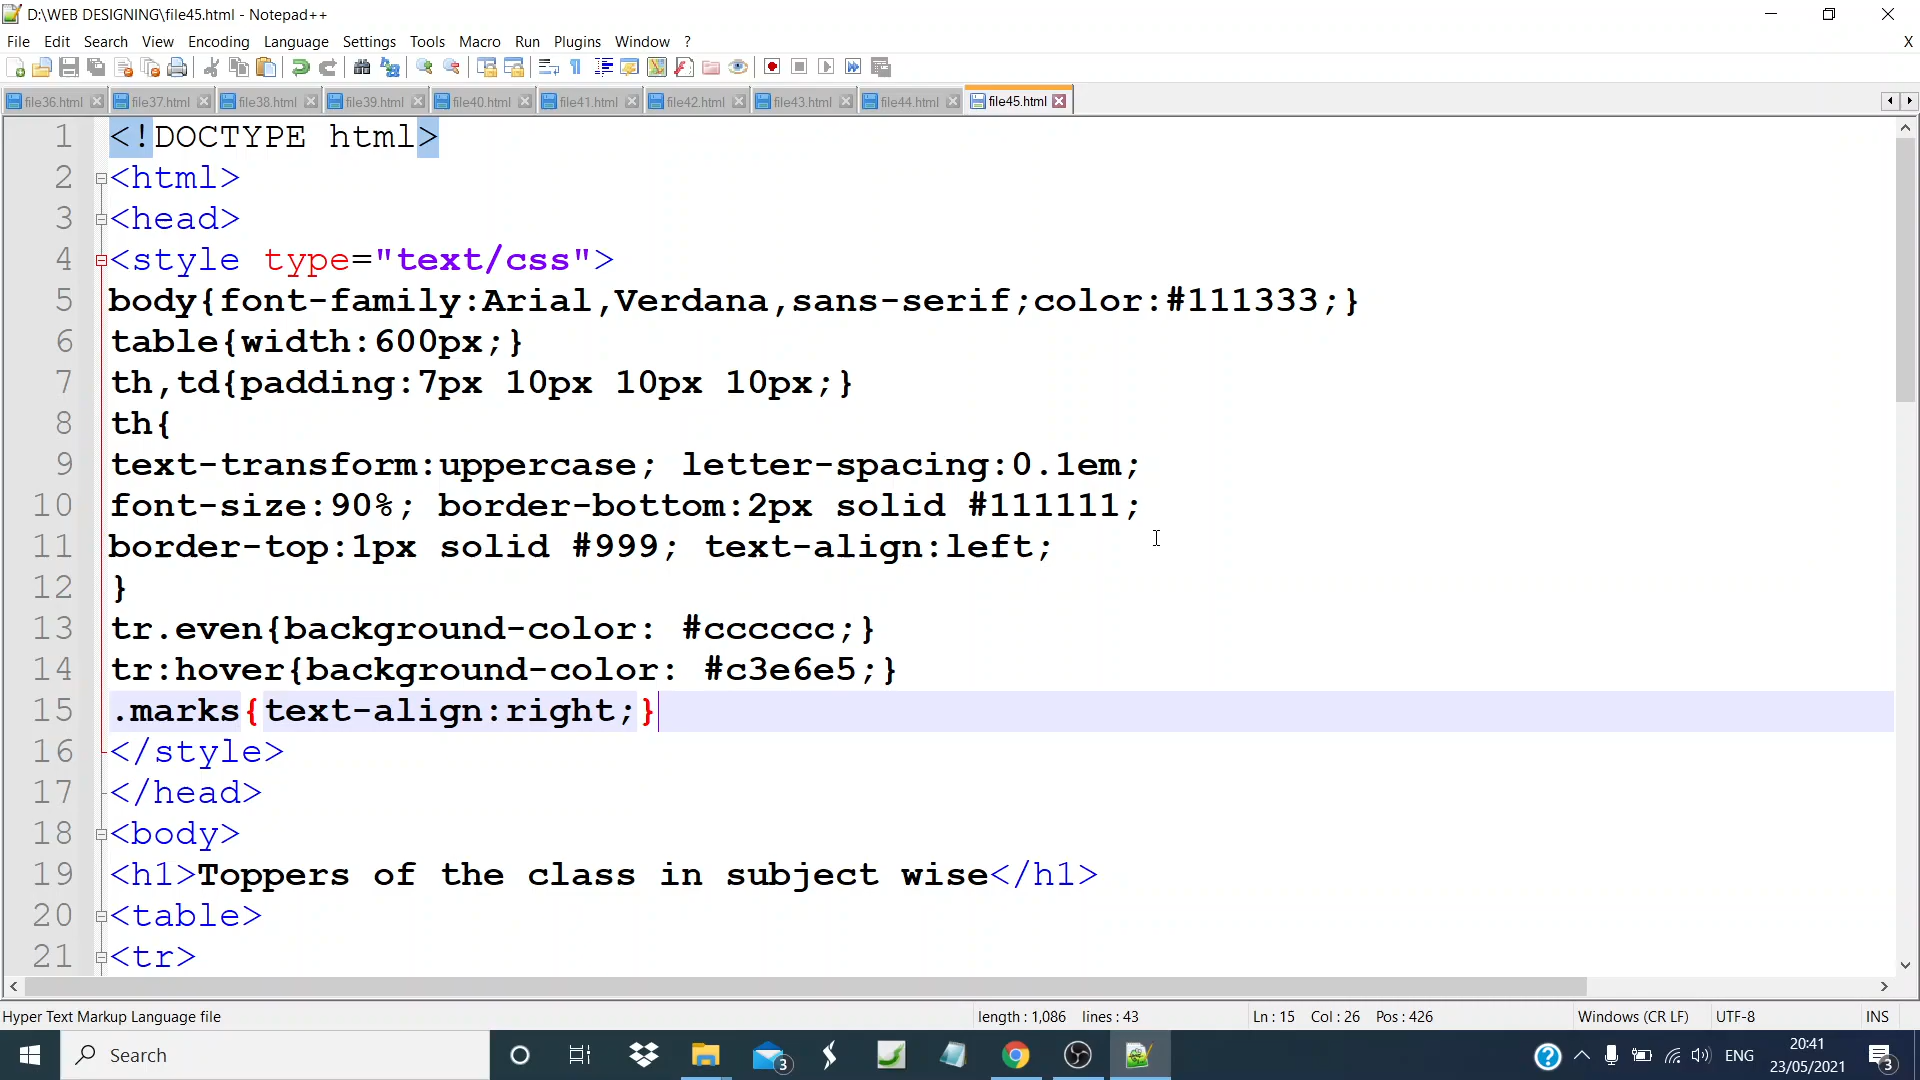 D:\WEB DESIGNING\file45.html - Notepad++
File Edit Search View Encoding Language Settings Tools Macro Run Plugins Window ? X
file36.html file37.html file38.html file39.html file40.html file41.html file42.html file43.html file44.html file45.html
1 <!DOCTYPE html>
2 <html>
3 <head>
4 <style type="text/css">
5 body{font-family:Arial,Verdana,sans-serif;color:#111333;}
6 table{width:600px;}
7 th,td{padding:7px 10px 10px 10px;}
8 th{
9 text-transform:uppercase; letter-spacing:0.1em;
10 font-size:90%; border-bottom:2px solid #111111;
11 border-top:1px solid #999; text-align:left;
12 }
13 tr.even{background-color: #cccccc;}
14 tr:hover{background-color: #c3e6e5;}
15 .marks{text-align:right;}
16 </style>
17 </head>
18 <body>
19 <h1>Toppers of the class in subject wise</h1>
20 <table>
21 <tr>
Hyper Text Markup Language file length : 1,086 lines : 43 Ln : 15 Col : 26 Pos : 426 Windows (CR LF) UTF-8 INS
Search 3 ENG 20:41 3
23/05/2021